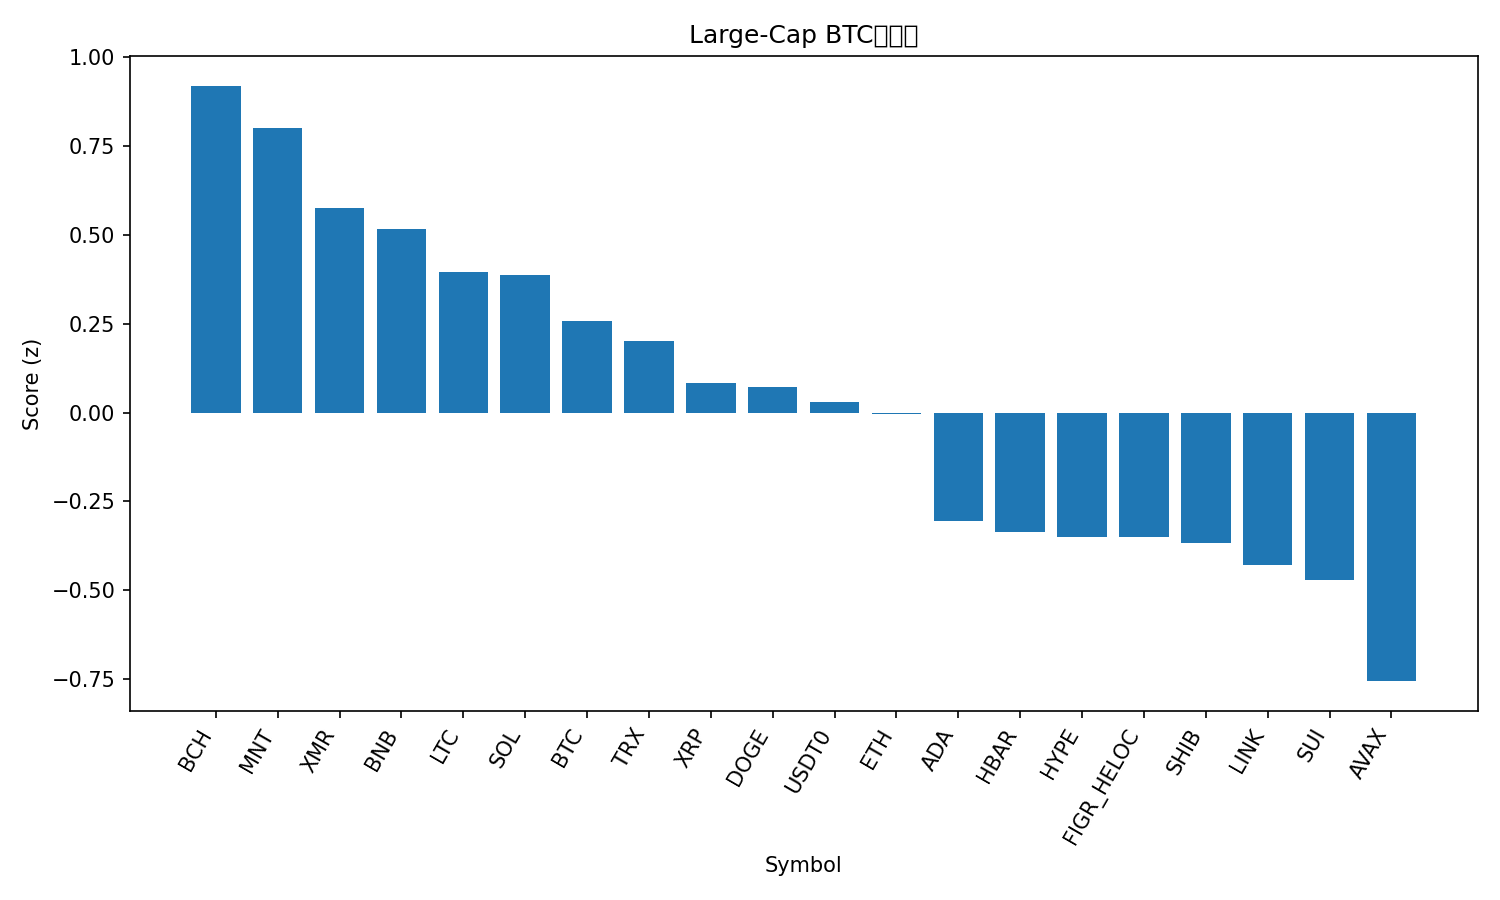 Large-Cap BTC
1.00
0.75
0.50
0.25
0.00
−0.25
−0.50
−0.75
Score (z)
BCH
MNT
XMR
BNB
LTC
SOL
BTC
TRX
XRP
DOGE
USDT0
ETH
ADA
HBAR
HYPE
FIGR_HELOC
SHIB
LINK
SUI
AVAX
Symbol